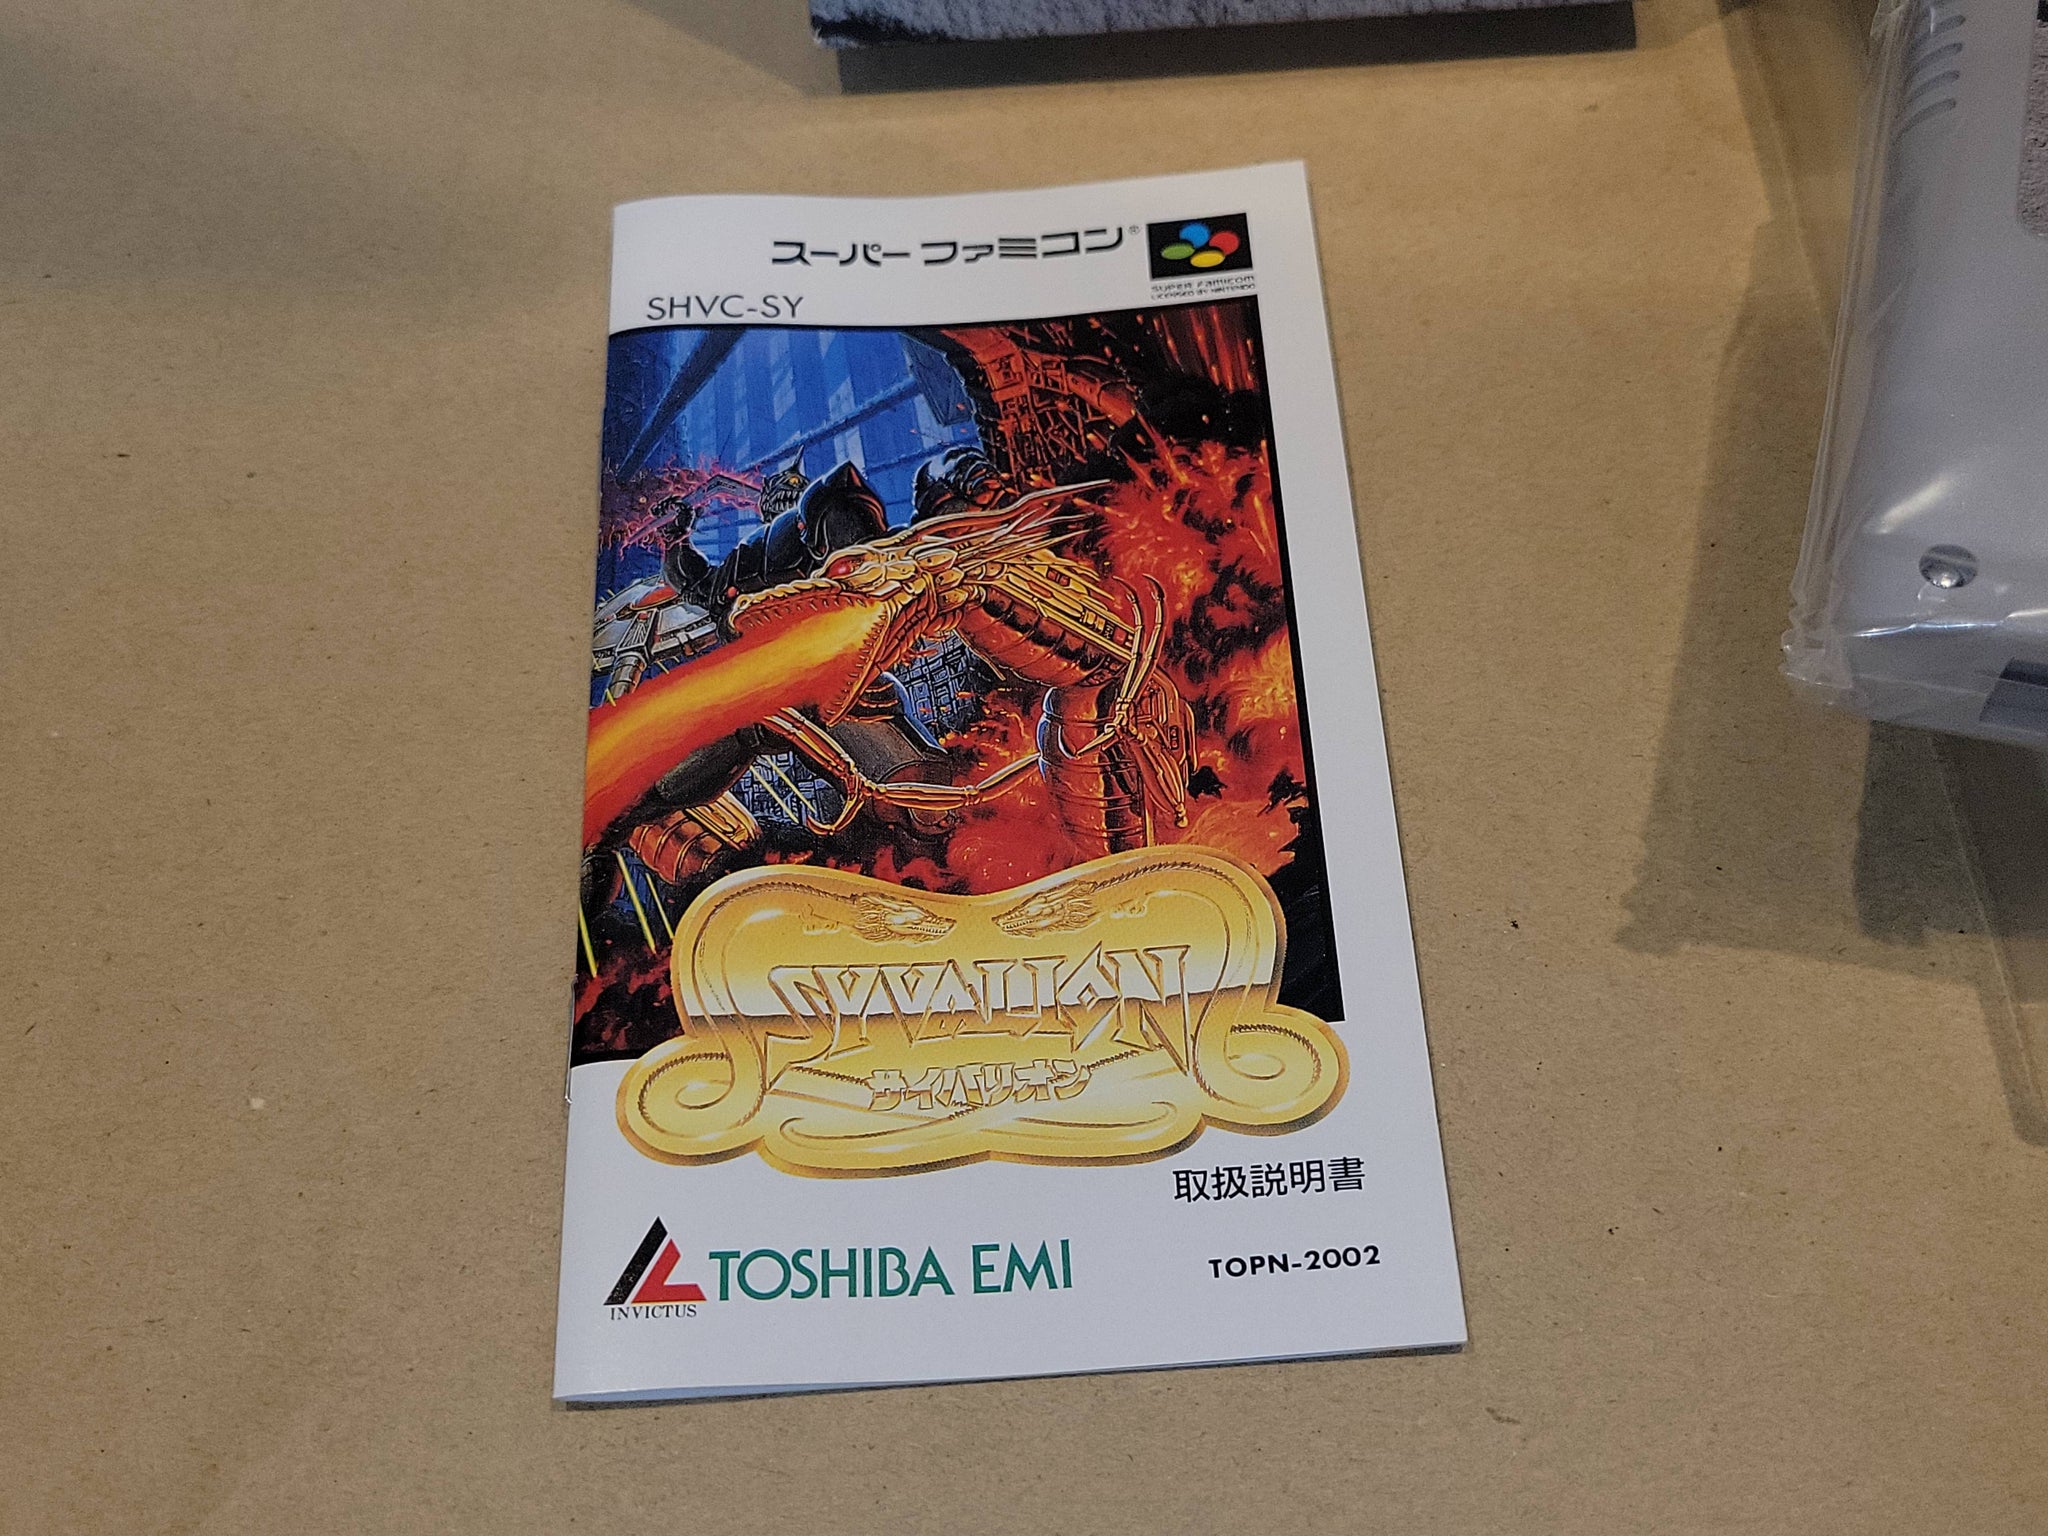 スーパーファミコン®
SUPER Famicom
LICENSED BY NINTENDO
SHVC-SY
SYVALION
サイバリオン
取扱説明書
INVICTUS
TOSHIBA EMI
TOPN-2002